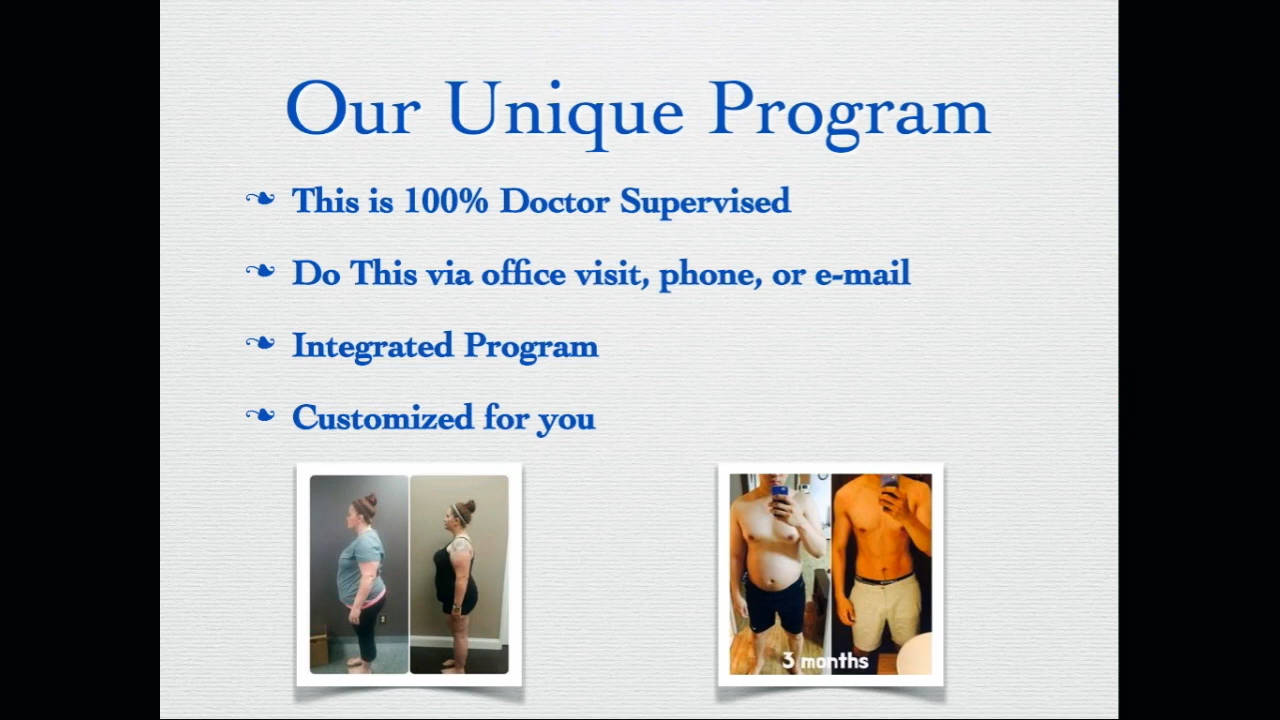 Our Unique Program
This is 100% Doctor Supervised
Do This via office visit, phone, or e-mail
Integrated Program
Customized for you
3 months